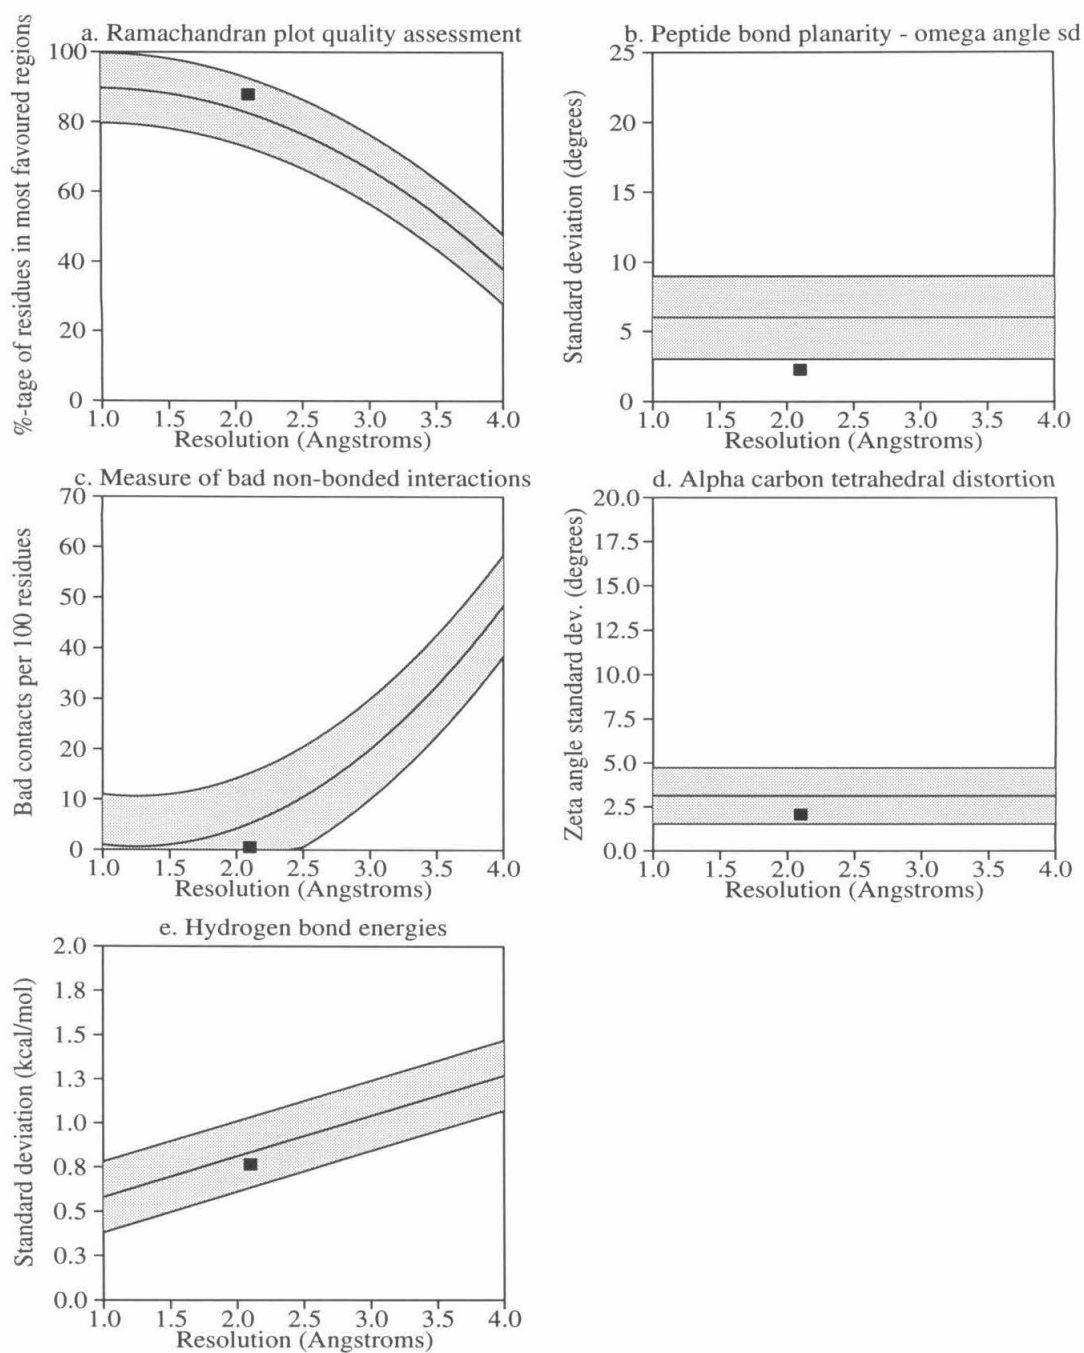 a. Ramachandran plot quality assessment
%-tage of residues in most favoured regions
100
80
60
40
20
0
1.0 1.5 2.0 2.5 3.0 3.5 4.0
Resolution (Angstroms)
b. Peptide bond planarity - omega angle sd
Standard deviation (degrees)
25
20
15
10
5
0
1.0 1.5 2.0 2.5 3.0 3.5 4.0
Resolution (Angstroms)
c. Measure of bad non-bonded interactions
Bad contacts per 100 residues
70
60
50
40
30
20
10
0
1.0 1.5 2.0 2.5 3.0 3.5 4.0
Resolution (Angstroms)
d. Alpha carbon tetrahedral distortion
Zeta angle standard dev. (degrees)
20.0
17.5
15.0
12.5
10.0
7.5
5.0
2.5
0.0
1.0 1.5 2.0 2.5 3.0 3.5 4.0
Resolution (Angstroms)
e. Hydrogen bond energies
Standard deviation (kcal/mol)
2.0
1.8
1.5
1.3
1.0
0.8
0.5
0.3
0.0
1.0 1.5 2.0 2.5 3.0 3.5 4.0
Resolution (Angstroms)